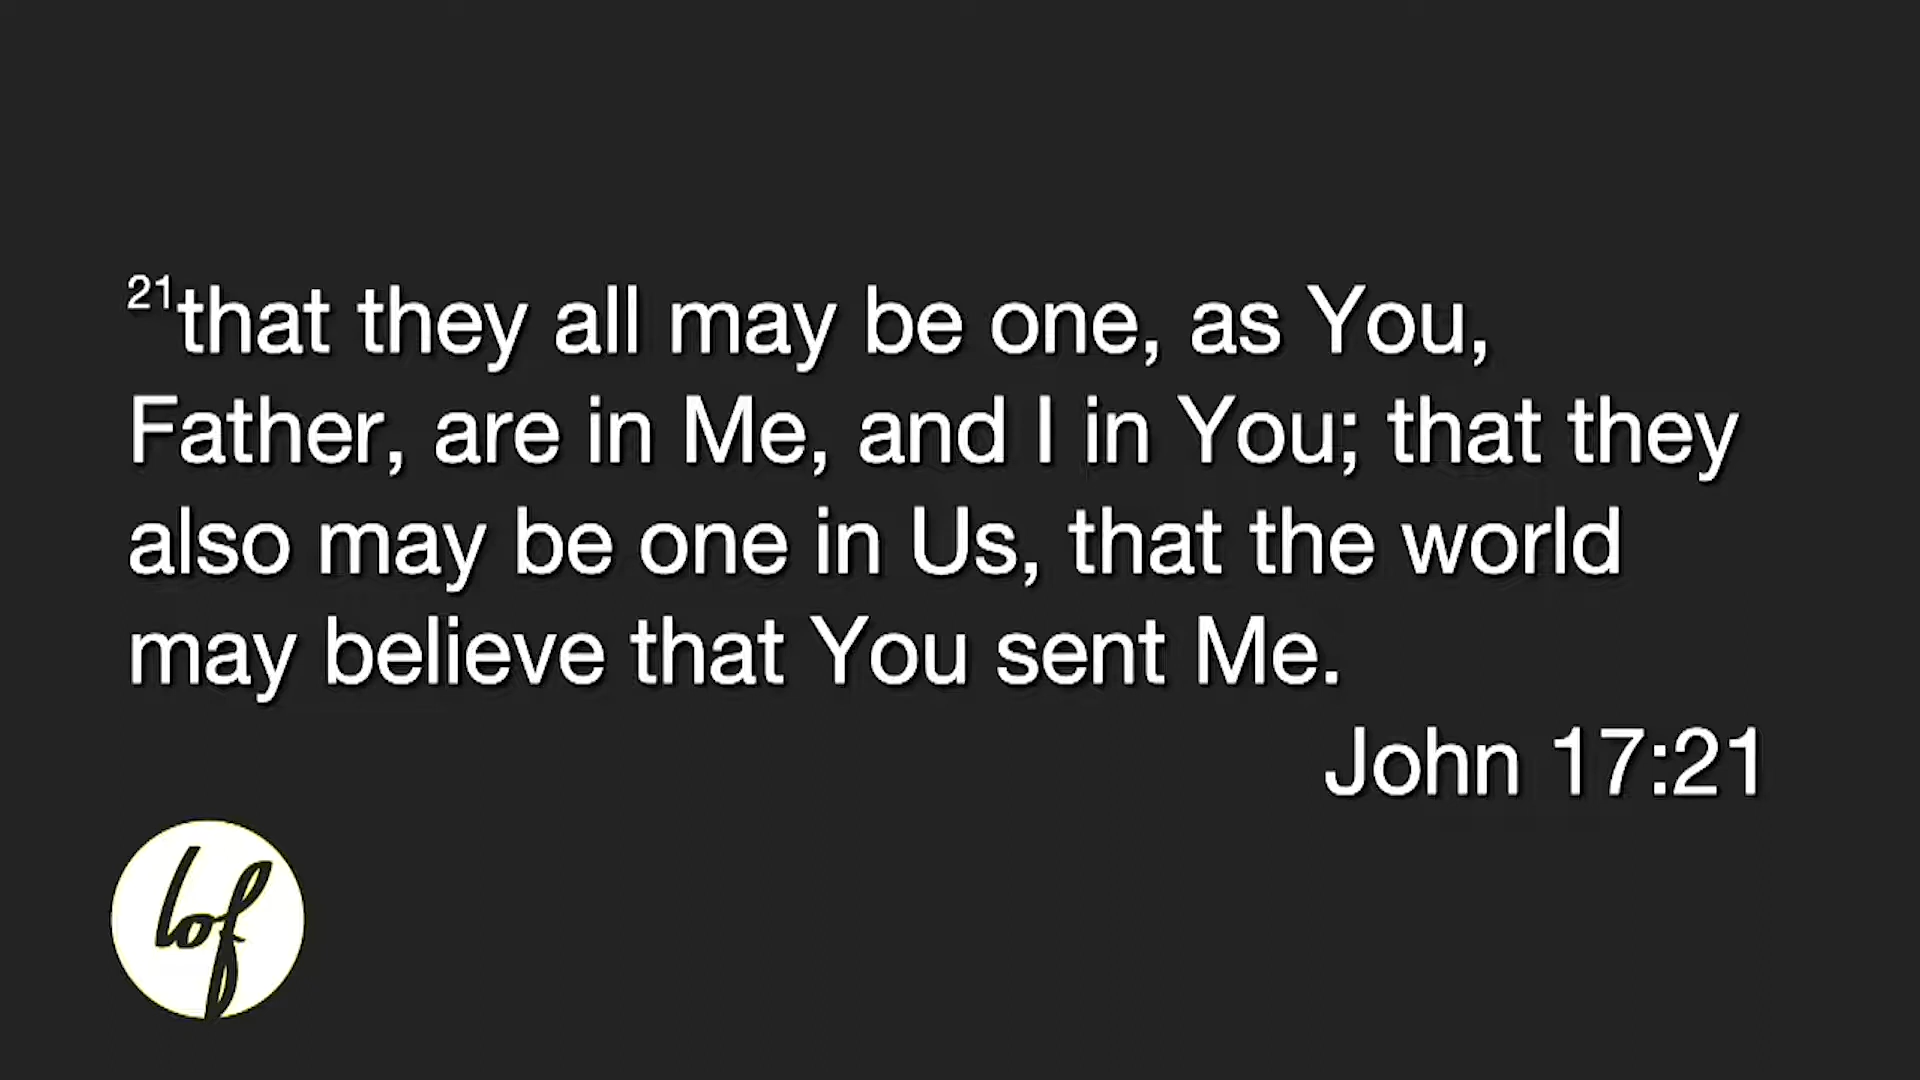 21that they all may be one, as You,
Father, are in Me, and I in You; that they
also may be one in Us, that the world
may believe that You sent Me.
John 17:21
lof